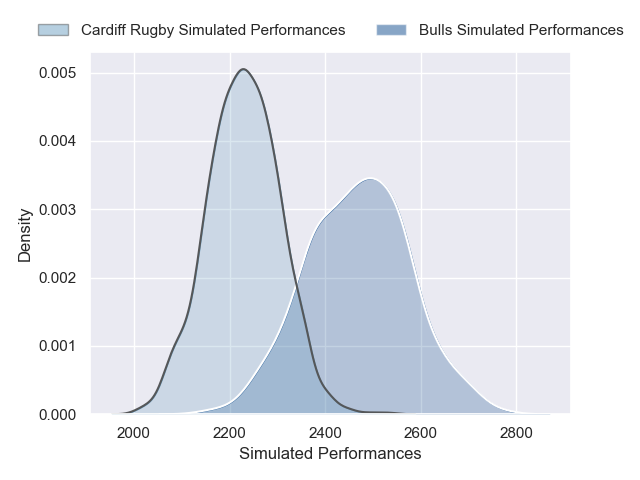 Cardiff Rugby Simulated Performances Bulls Simulated Performances
0.005
0.004
0.003
0.002
0.001
0.000
Density
2000 2200 2400 2600 2800
Simulated Performances